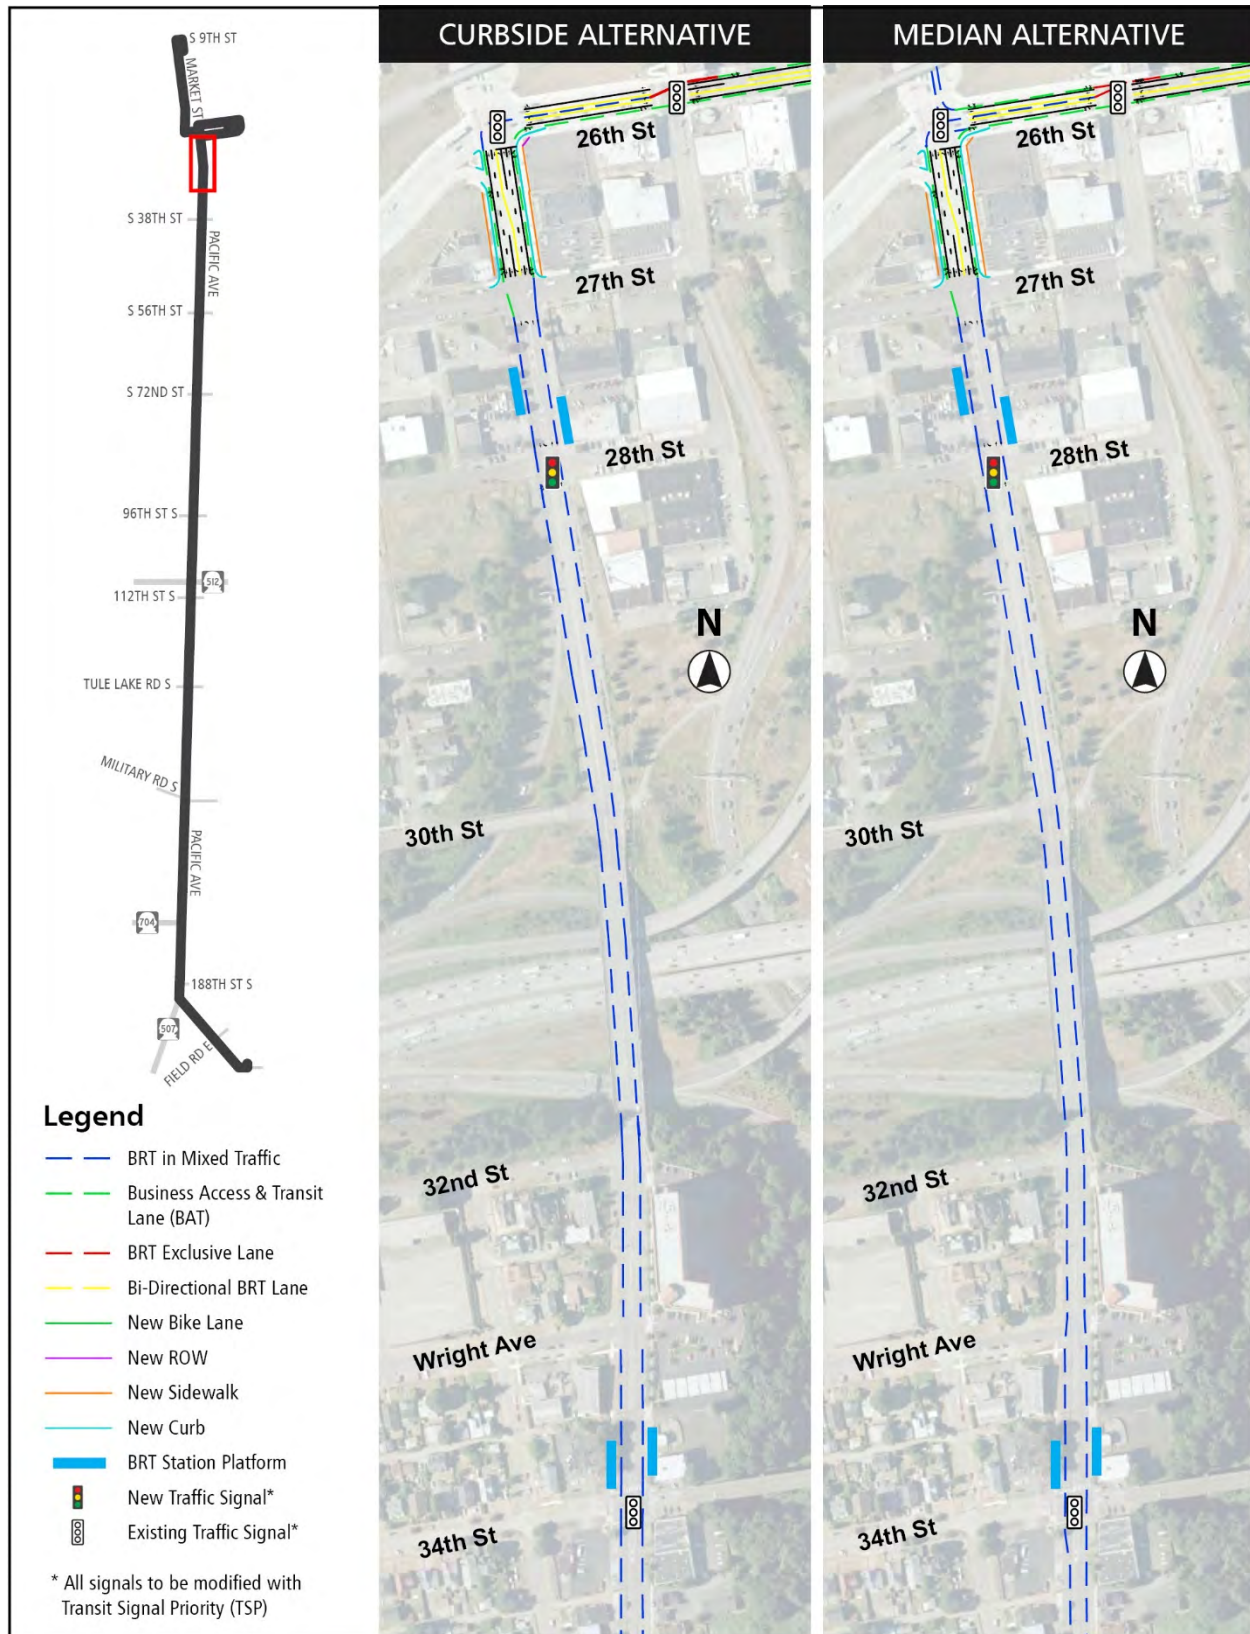 S 9TH ST
MARKET ST
S 38TH ST
PACIFIC AVE
S 56TH ST
S 72ND ST
96TH ST S
512
112TH ST S
TULE LAKE RD S
MILITARY RD S
PACIFIC AVE
704
188TH ST S
507
FIELD RD E
Legend
BRT in Mixed Traffic
Business Access & Transit
Lane (BAT)
BRT Exclusive Lane
Bi-Directional BRT Lane
New Bike Lane
New ROW
New Sidewalk
New Curb
BRT Station Platform
New Traffic Signal*
Existing Traffic Signal*
* All signals to be modified with
Transit Signal Priority (TSP)
CURBSIDE ALTERNATIVE
26th St
27th St
28th St
N
30th St
32nd St
Wright Ave
34th St
MEDIAN ALTERNATIVE
26th St
27th St
28th St
N
30th St
32nd St
Wright Ave
34th St